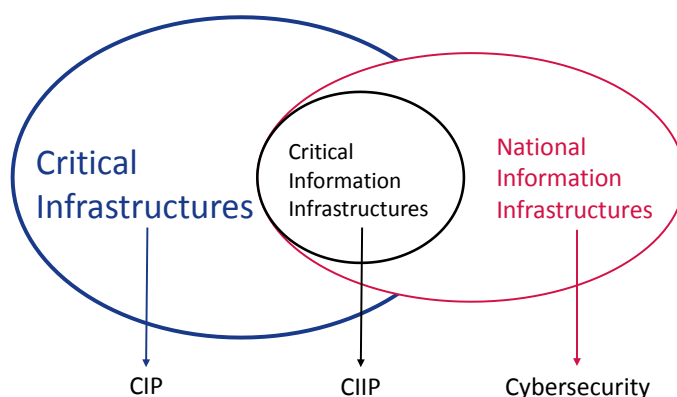 Critical
Infrastructures
Critical
Information
Infrastructures
National
Information
Infrastructures
CIP
CIIP
Cybersecurity